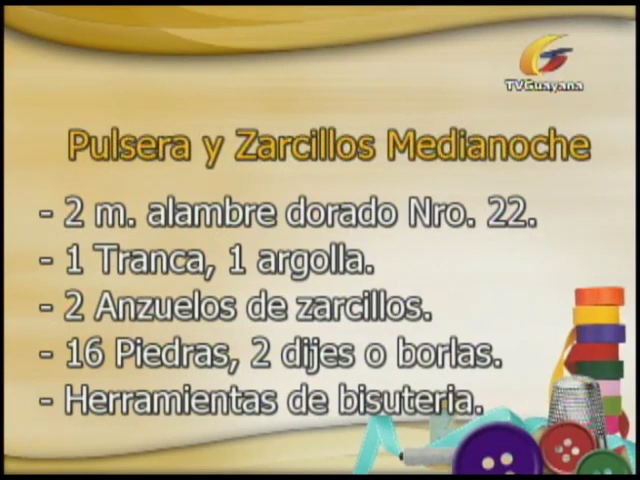 TVGuayana
Pulsera y Zarcillos Medianoche
- 2 m. alambre dorado Nro. 22.
- 1 Tranca, 1 argolla.
- 2 Anzuelos de zarcillos.
- 16 Piedras, 2 dijes o borlas.
- Herramientas de bisuteria.